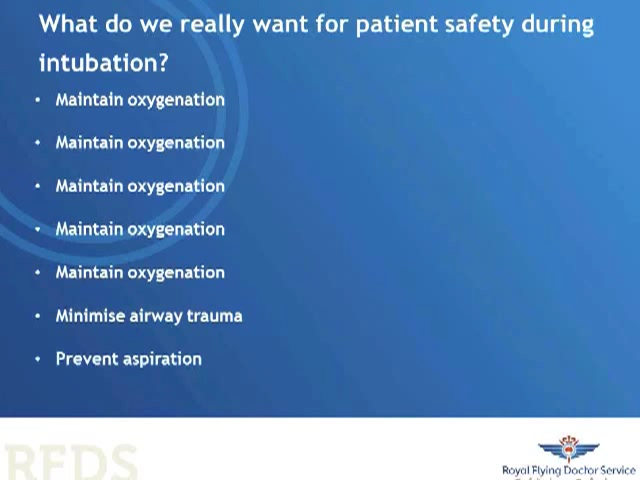 What do we really want for patient safety during
intubation?
• Maintain oxygenation
• Maintain oxygenation
• Maintain oxygenation
• Maintain oxygenation
• Maintain oxygenation
• Minimise airway trauma
• Prevent aspiration
RFDS
Royal Flying Doctor Service